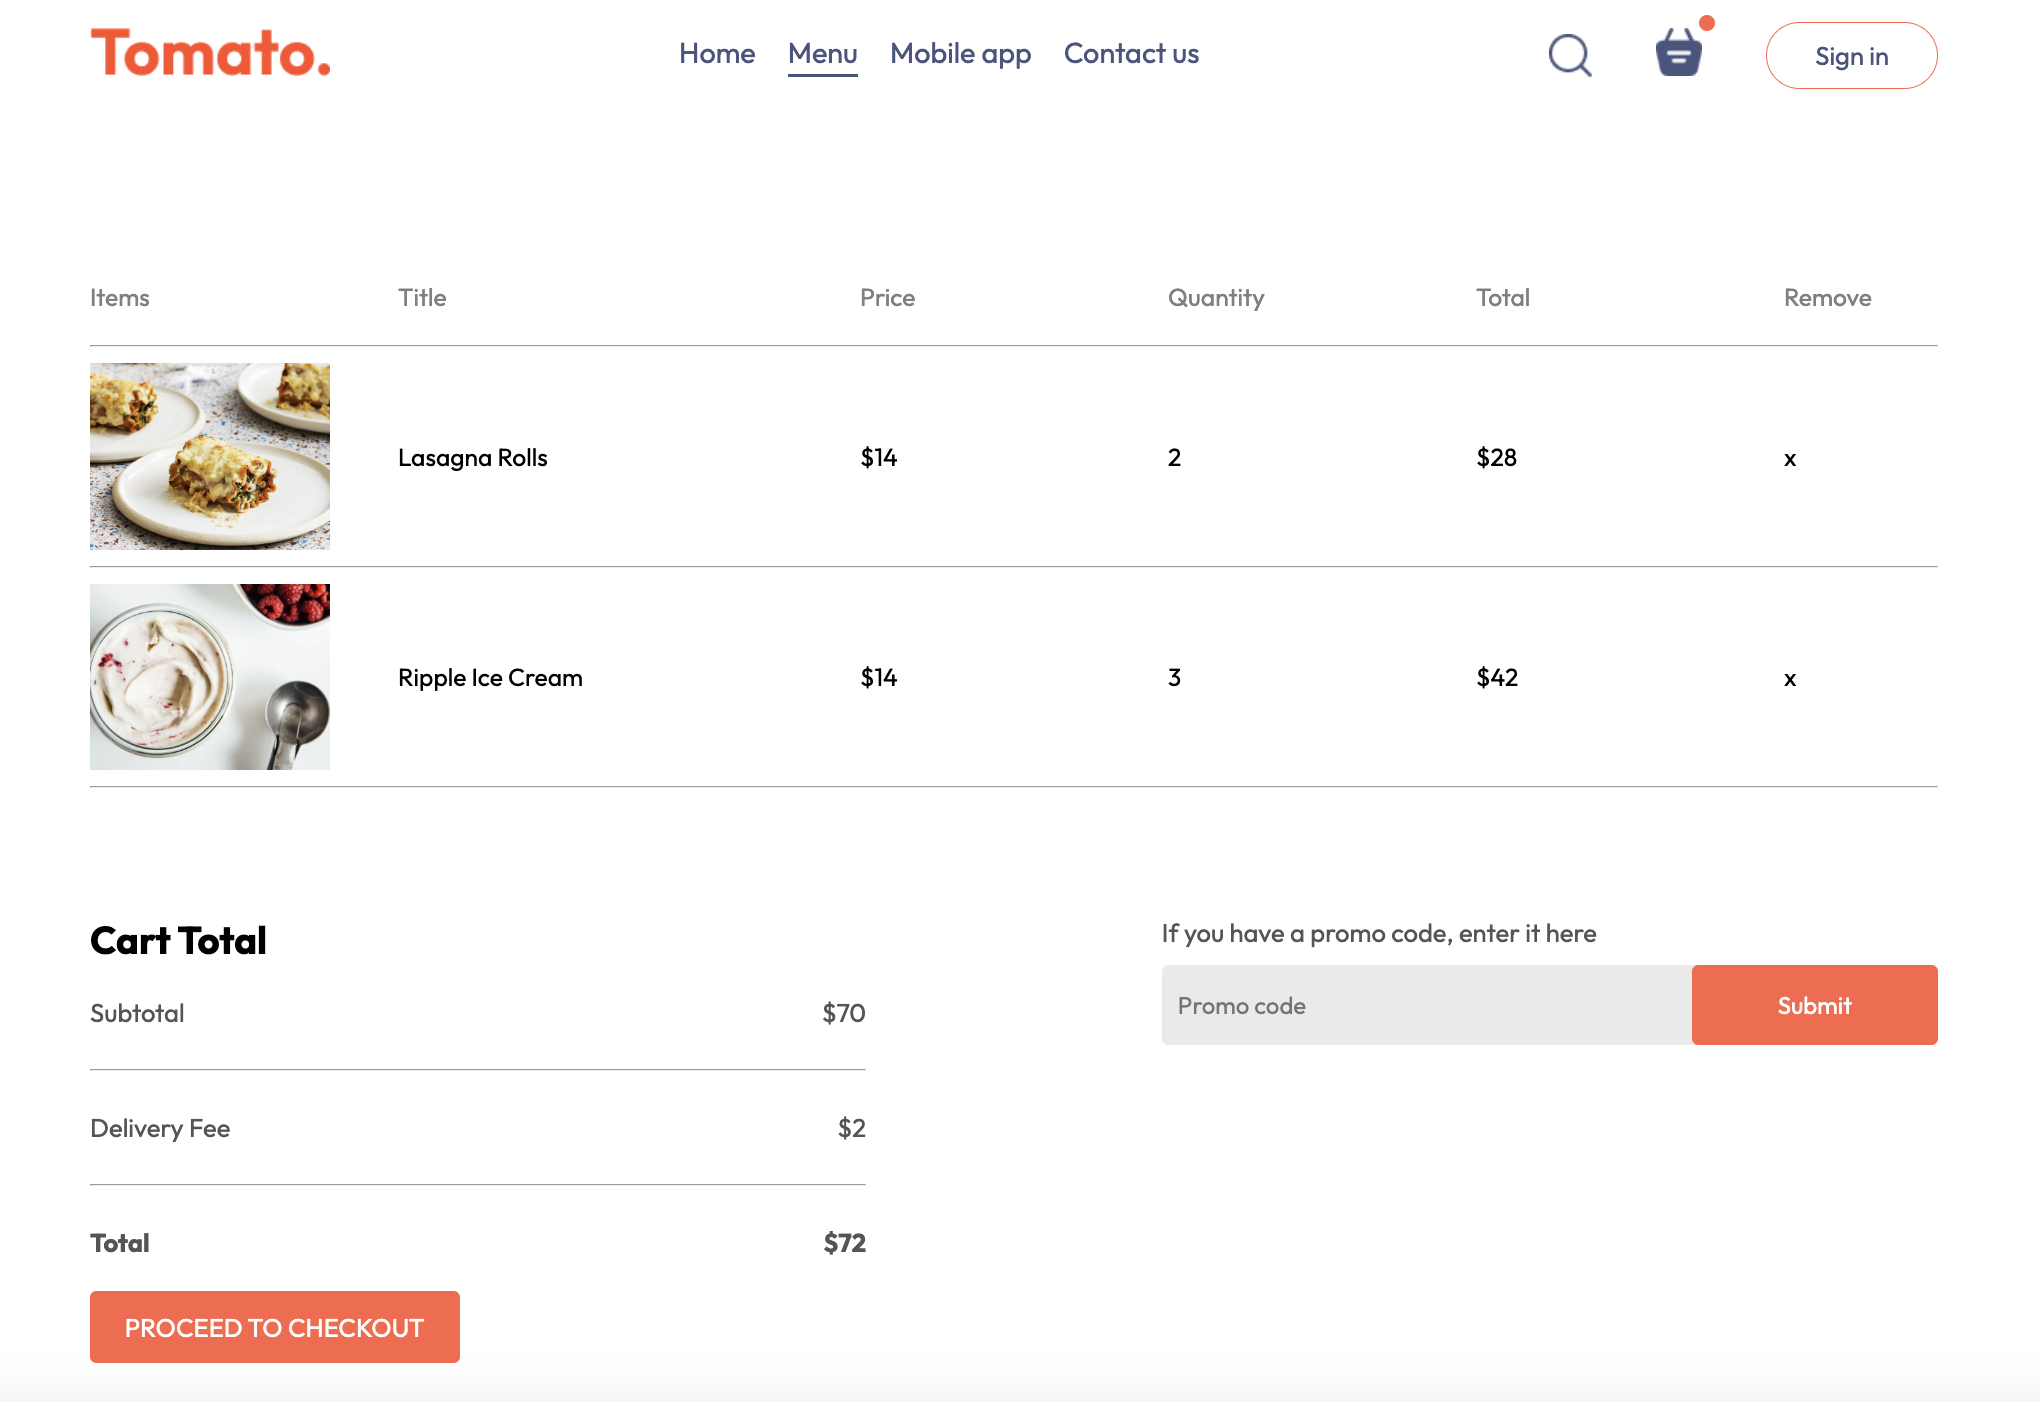 Tomato.
Home Menu Mobile app Contact us
Sign in
Items Title Price Quantity Total Remove
Lasagna Rolls $14 2 $28 x
Ripple Ice Cream $14 3 $42 x
Cart Total
Subtotal $70
Delivery Fee $2
Total $72
PROCEED TO CHECKOUT
If you have a promo code, enter it here
Promo code Submit